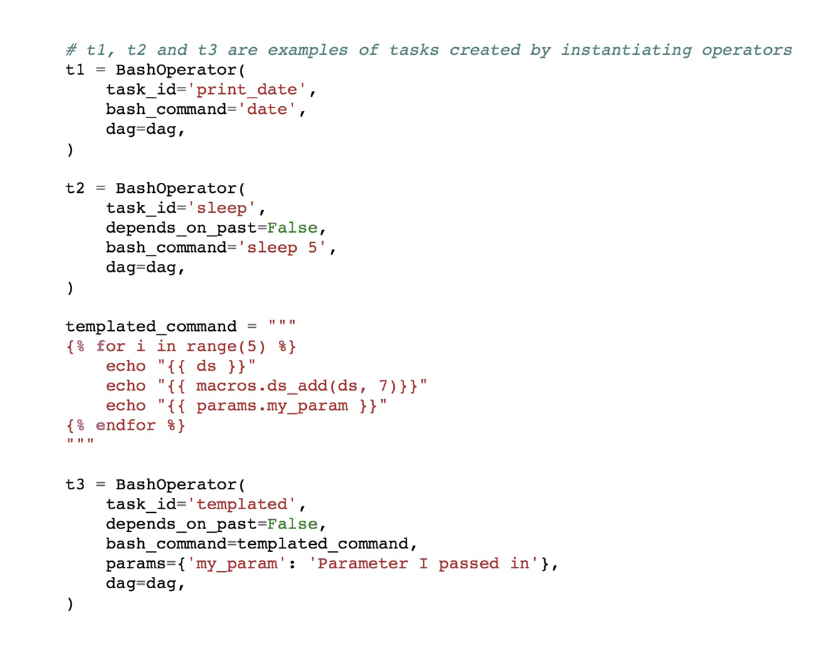 # t1, t2 and t3 are examples of tasks created by instantiating operators
t1 = BashOperator(
    task_id='print_date',
    bash_command='date',
    dag=dag,
)

t2 = BashOperator(
    task_id='sleep',
    depends_on_past=False,
    bash_command='sleep 5',
    dag=dag,
)

templated_command = """
{% for i in range(5) %}
    echo "{{ ds }}"
    echo "{{ macros.ds_add(ds, 7)}}"
    echo "{{ params.my_param }}"
{% endfor %}
"""

t3 = BashOperator(
    task_id='templated',
    depends_on_past=False,
    bash_command=templated_command,
    params={'my_param': 'Parameter I passed in'},
    dag=dag,
)